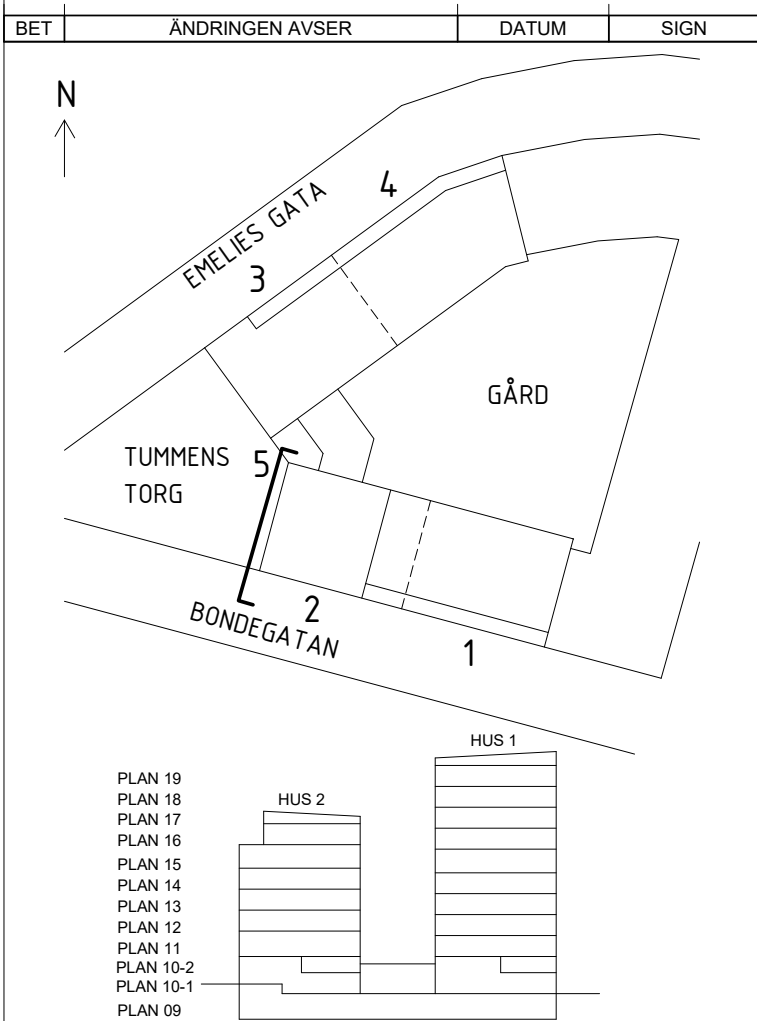 BET ÄNDRINGEN AVSER DATUM SIGN
N
4
EMELIES GATA
3
GÅRD
TUMMENS
TORG
5
2
BONDEGATAN
1
HUS 1
PLAN 19
PLAN 18
HUS 2
PLAN 17
PLAN 16
PLAN 15
PLAN 14
PLAN 13
PLAN 12
PLAN 11
PLAN 10-2
PLAN 10-1
PLAN 09